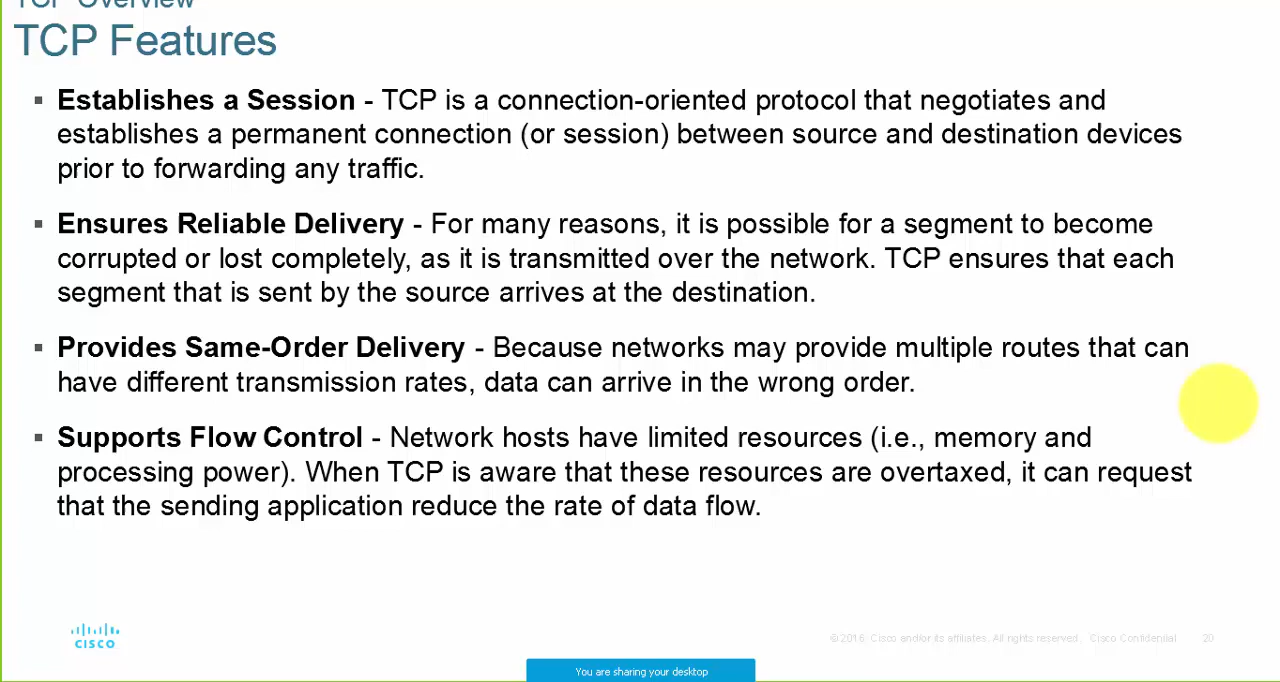 TCP Overview
TCP Features
▪ Establishes a Session - TCP is a connection-oriented protocol that negotiates and
establishes a permanent connection (or session) between source and destination devices
prior to forwarding any traffic.
▪ Ensures Reliable Delivery - For many reasons, it is possible for a segment to become
corrupted or lost completely, as it is transmitted over the network. TCP ensures that each
segment that is sent by the source arrives at the destination.
▪ Provides Same-Order Delivery - Because networks may provide multiple routes that can
have different transmission rates, data can arrive in the wrong order.
▪ Supports Flow Control - Network hosts have limited resources (i.e., memory and
processing power). When TCP is aware that these resources are overtaxed, it can request
that the sending application reduce the rate of data flow.
CISCO
© 2016 Cisco and/or its affiliates. All rights reserved. Cisco Confidential 20
You are sharing your desktop